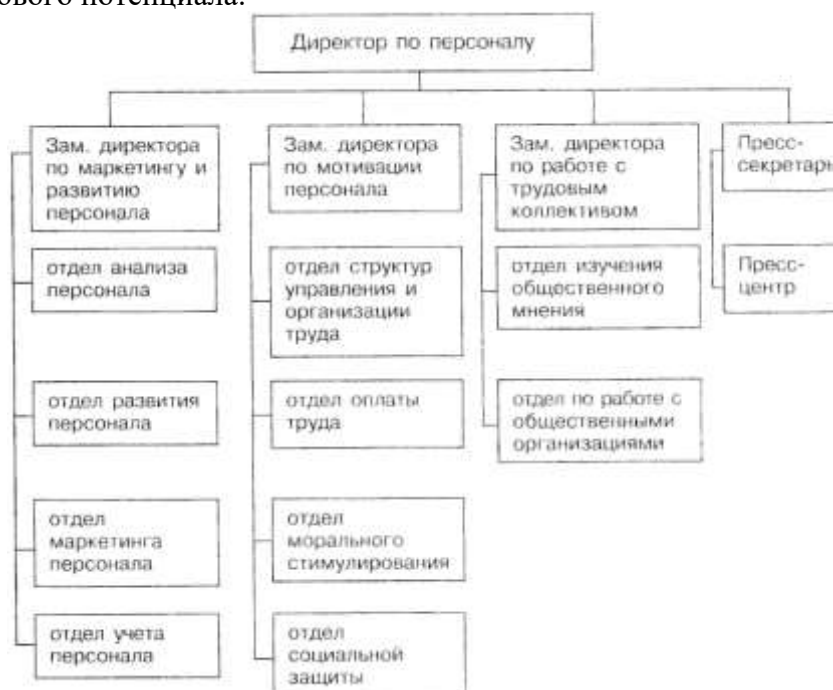 потенциала.
Директор по персоналу
Зам. директора
по маркетингу и
развитию
персонала
отдел анализа
персонала
отдел развития
персонала
отдел
маркетинга
персонала
отдел учета
персонала
Зам. директора
по мотивации
персонала
отдел структур
управления и
организации
труда
отдел оплаты
труда
отдел
морального
стимулирования
отдел
социальной
защиты
Зам. директора
по работе с
трудовым
коллективом
отдел изучения
общественного
мнения
отдел по работе с
общественными
организациями
Пресс-
секретарь
Пресс-
центр